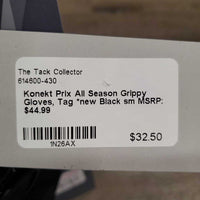 The Tack Collector
614600-430
Konekt Prix All Season Grippy
Gloves, Tag *new Black sm MSRP:
$44.99
1N26AX
$32.50